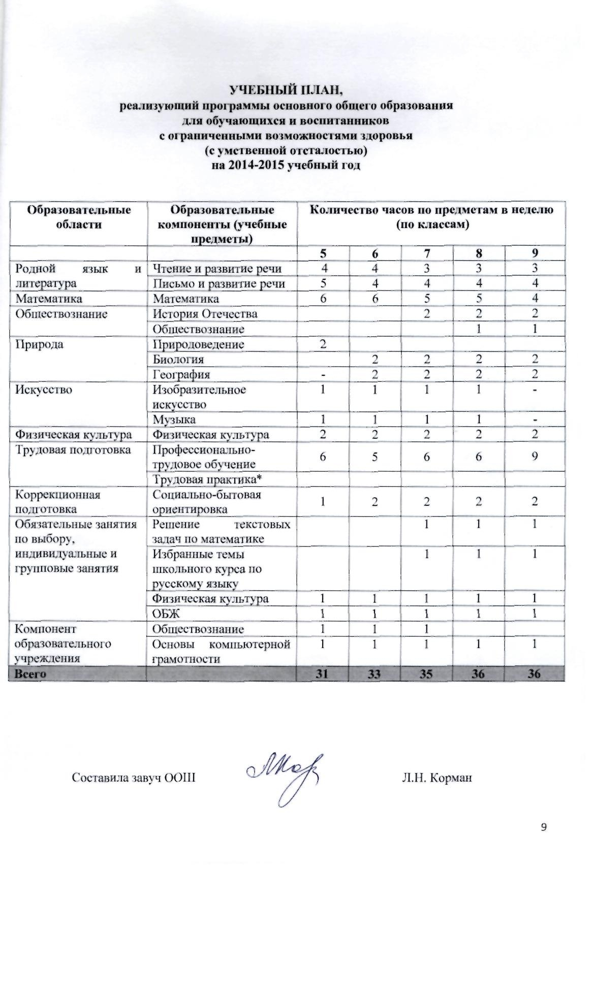 УЧЕБНЫЙ ПЛАН,
реализующий программы основного общего образования
для обучающихся и воспитанников
с ограниченными возможностями здоровья
(с умственной отсталостью)
на 2014-2015 учебный год
Образовательные области Образовательные компоненты (учебные предметы) Количество часов по предметам в неделю (по классам)
5 6 7 8 9
Родной язык и литература Чтение и развитие речи 4 4 3 3 3
Письмо и развитие речи 5 4 4 4 4
Математика Математика 6 6 5 5 4
Обществознание История Отечества 2 2 2
Обществознание 1 1
Природа Природоведение 2
Биология 2 2 2 2
География - 2 2 2 2
Искусство Изобразительное искусство 1 1 1 1 -
Музыка 1 1 1 1 -
Физическая культура Физическая культура 2 2 2 2 2
Трудовая подготовка Профессионально-трудовое обучение 6 5 6 6 9
Трудовая практика*
Коррекционная подготовка Социально-бытовая ориентировка 1 2 2 2 2
Обязательные занятия по выбору, индивидуальные и групповые занятия Решение текстовых задач по математике 1 1 1
Избранные темы школьного курса по русскому языку 1 1 1
Физическая культура 1 1 1 1 1
ОБЖ 1 1 1 1 1
Компонент образовательного учреждения Обществознание 1 1 1
Основы компьютерной грамотности 1 1 1 1 1
Всего 31 33 35 36 36
Составила завуч ООШ Л.Н. Корман
9